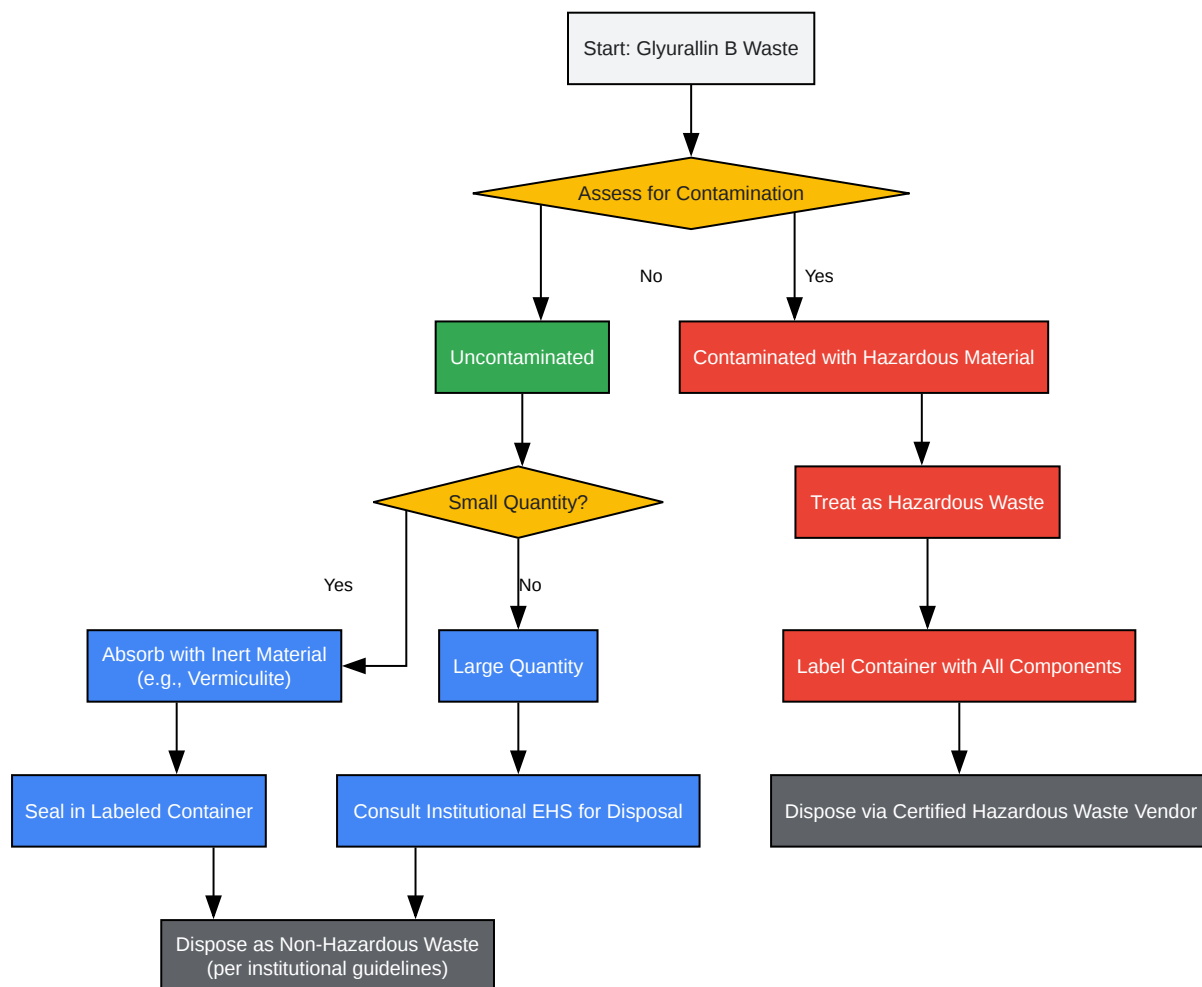 Start: Glyurallin B Waste
Assess for Contamination
No
Yes
Uncontaminated
Contaminated with Hazardous Material
Small Quantity?
Treat as Hazardous Waste
Yes
No
Absorb with Inert Material
(e.g., Vermiculite)
Large Quantity
Label Container with All Components
Seal in Labeled Container
Consult Institutional EHS for Disposal
Dispose via Certified Hazardous Waste Vendor
Dispose as Non-Hazardous Waste
(per institutional guidelines)